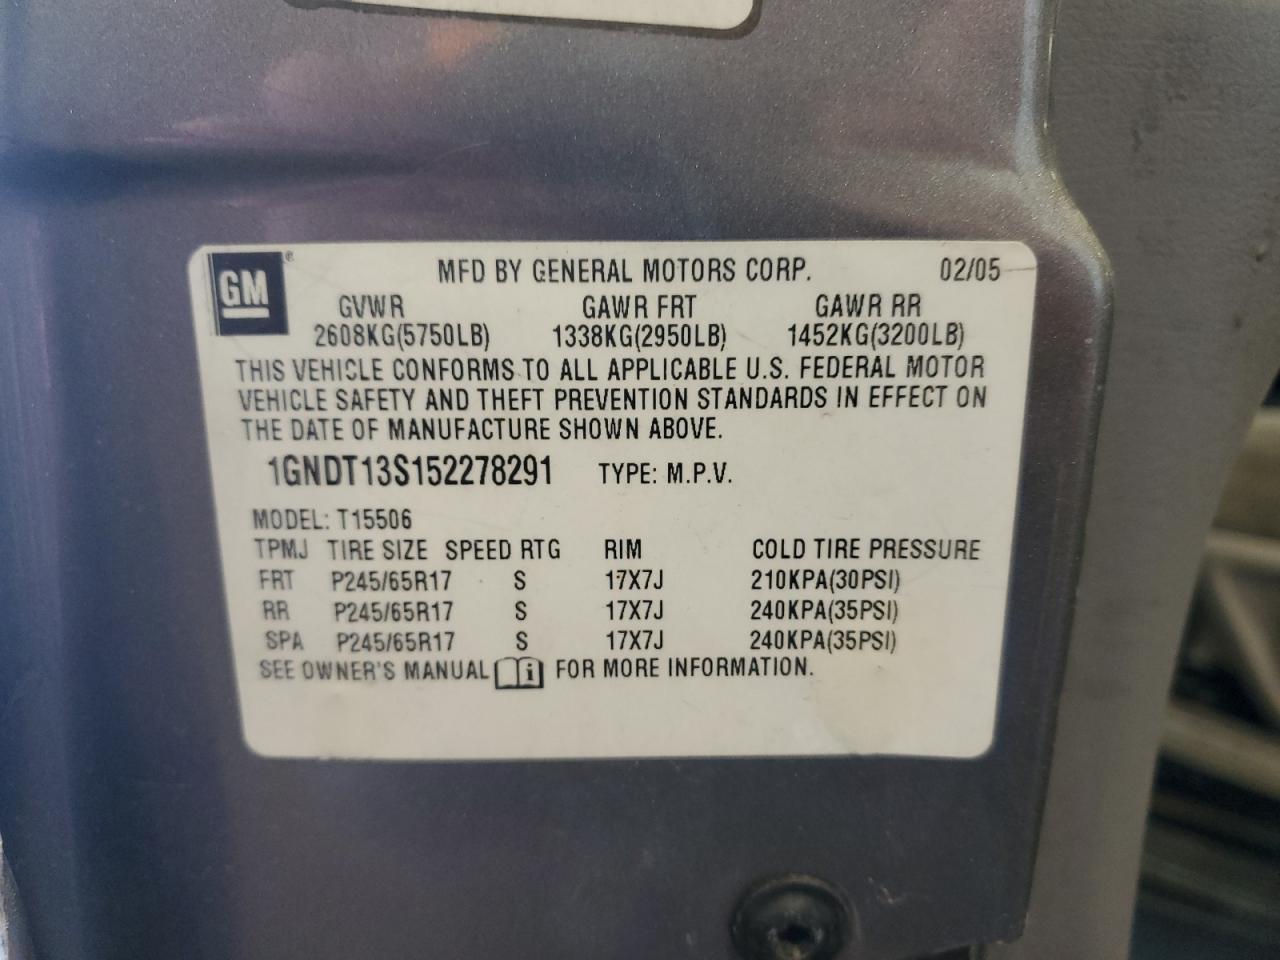 GM ® MFD BY GENERAL MOTORS CORP. 02/05
GVWR GAWR FRT GAWR RR
2608KG(5750LB) 1338KG(2950LB) 1452KG(3200LB)
THIS VEHICLE CONFORMS TO ALL APPLICABLE U.S. FEDERAL MOTOR
VEHICLE SAFETY AND THEFT PREVENTION STANDARDS IN EFFECT ON
THE DATE OF MANUFACTURE SHOWN ABOVE.
1GNDT13S152278291 TYPE: M.P.V.
MODEL: T15506
TPMJ TIRE SIZE SPEED RTG RIM COLD TIRE PRESSURE
FRT P245/65R17 S 17X7J 210KPA(30PSI)
RR P245/65R17 S 17X7J 240KPA(35PSI)
SPA P245/65R17 S 17X7J 240KPA(35PSI)
SEE OWNER'S MANUAL i FOR MORE INFORMATION.